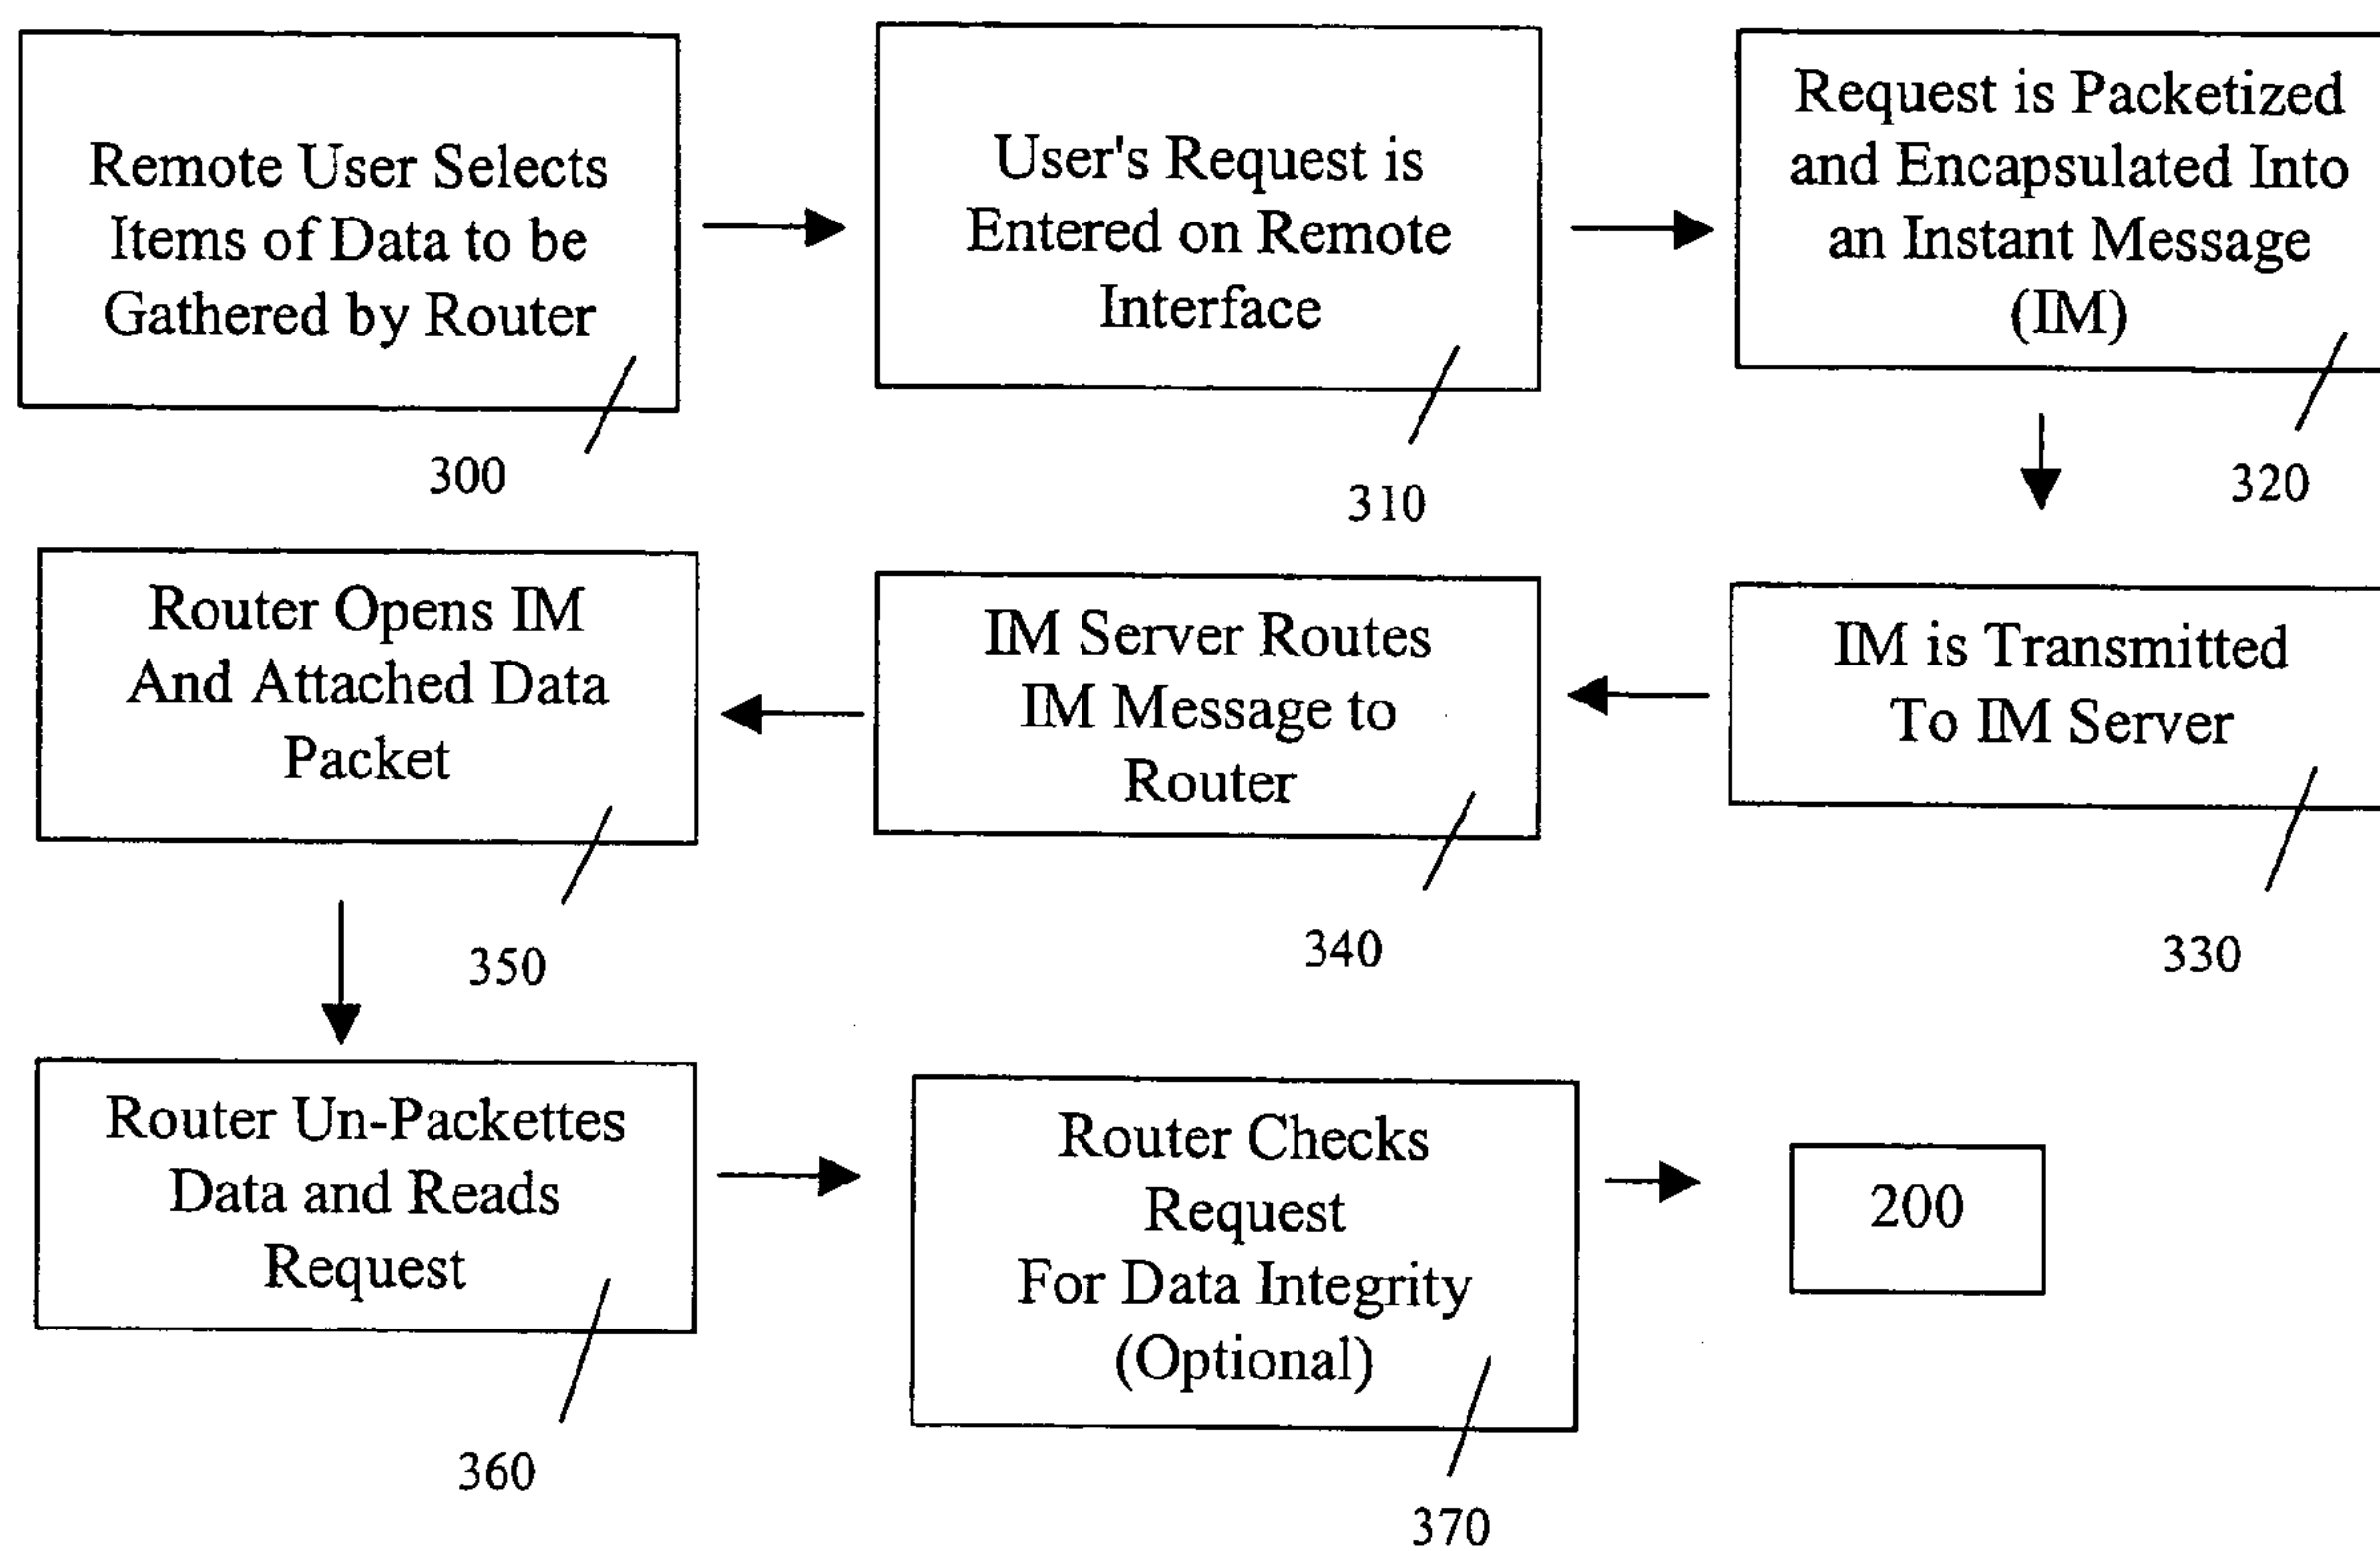 Remote User Selects
Items of Data to be
Gathered by Router
300
User's Request is
Entered on Remote
Interface
310
Request is Packetized
and Encapsulated Into
an Instant Message
(IM)
320
IM is Transmitted
To IM Server
330
IM Server Routes
IM Message to
Router
340
Router Opens IM
And Attached Data
Packet
350
Router Un-Packettes
Data and Reads
Request
360
Router Checks
Request
For Data Integrity
(Optional)
370
200